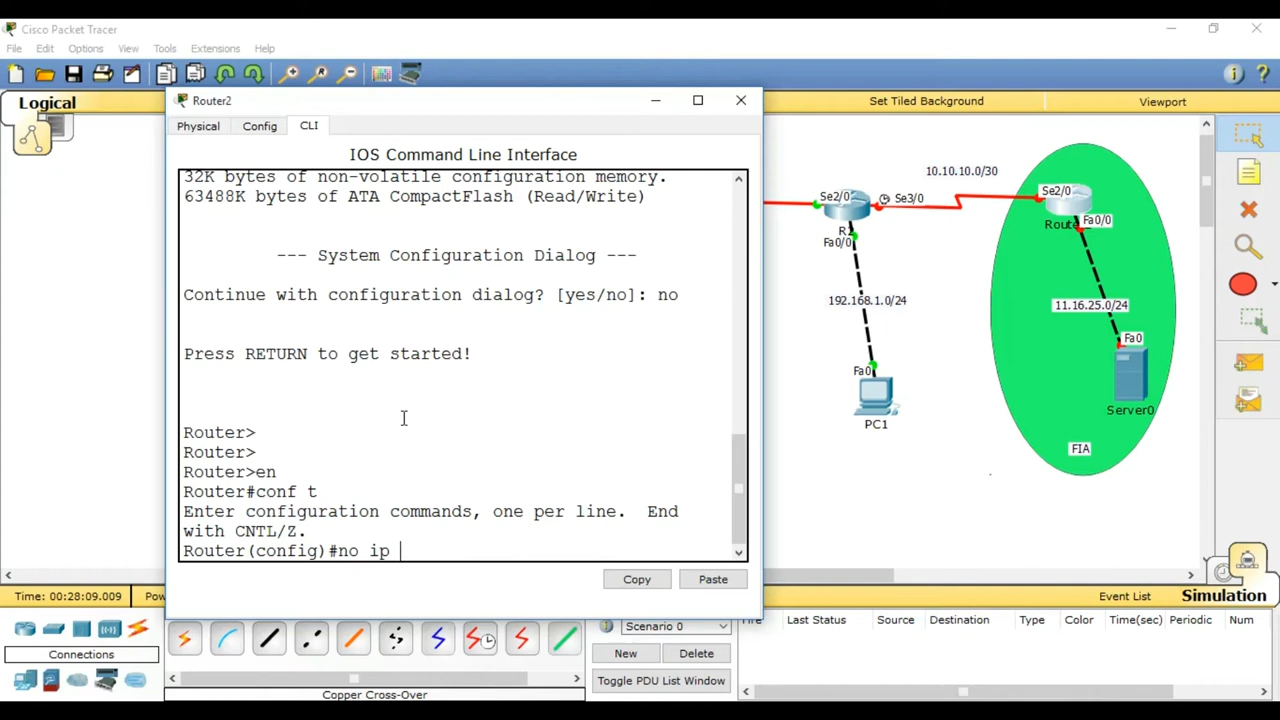 Cisco Packet Tracer
File Edit Options View Tools Extensions Help
Logical
Set Tiled Background
Viewport
Router2
Physical Config CLI
IOS Command Line Interface
32K bytes of non-volatile configuration memory.
63488K bytes of ATA CompactFlash (Read/Write)
--- System Configuration Dialog ---
Continue with configuration dialog? [yes/no]: no
Press RETURN to get started!
Router>
Router>
Router>en
Router#conf t
Enter configuration commands, one per line.  End
with CNTL/Z.
Router(config)#no ip
Copy
Paste
10.10.10.0/30
Se2/0
Se3/0
Se2/0
R2
Fa0/0
Fa0/0
192.168.1.0/24
11.16.25.0/24
Fa0
Fa0
PC1
Server0
FIA
Time: 00:28:09.009
Event List
Simulation
Connections
Copper Cross-Over
Scenario 0
New
Delete
Toggle PDU List Window
Last Status Source Destination Type Color Time(sec) Periodic Num